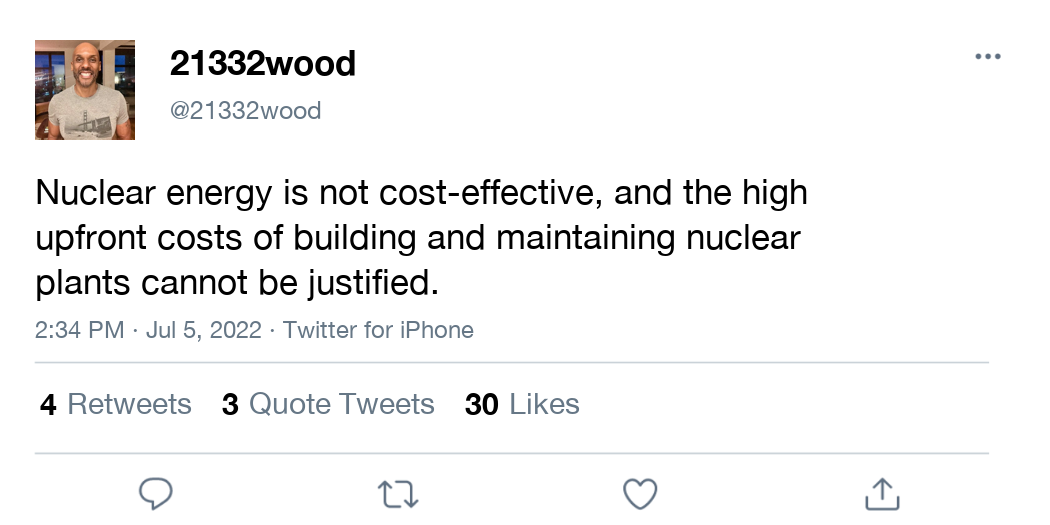 21332wood
@21332wood
Nuclear energy is not cost-effective, and the high
upfront costs of building and maintaining nuclear
plants cannot be justified.
2:34 PM · Jul 5, 2022 · Twitter for iPhone
4 Retweets 3 Quote Tweets 30 Likes